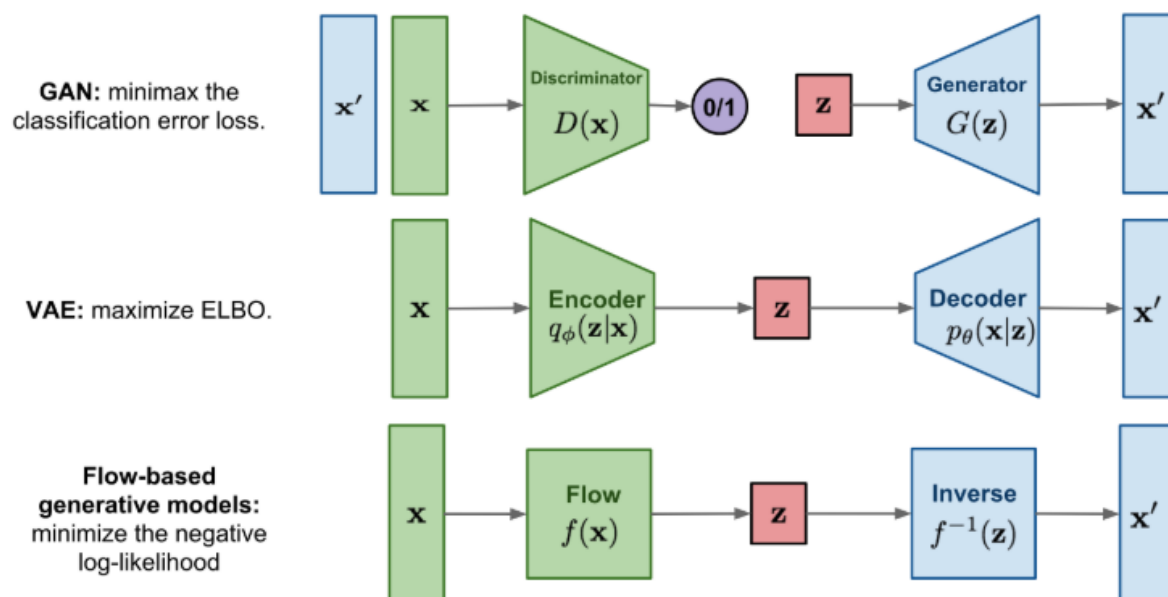 GAN: minimax the
classification error loss.
x′
x
Discriminator
D(x)
0/1
z
Generator
G(z)
x′
VAE: maximize ELBO.
x
Encoder
qϕ(z|x)
z
Decoder
pθ(x|z)
x′
Flow-based
generative models:
minimize the negative
log-likelihood
x
Flow
f(x)
z
Inverse
f⁻¹(z)
x′